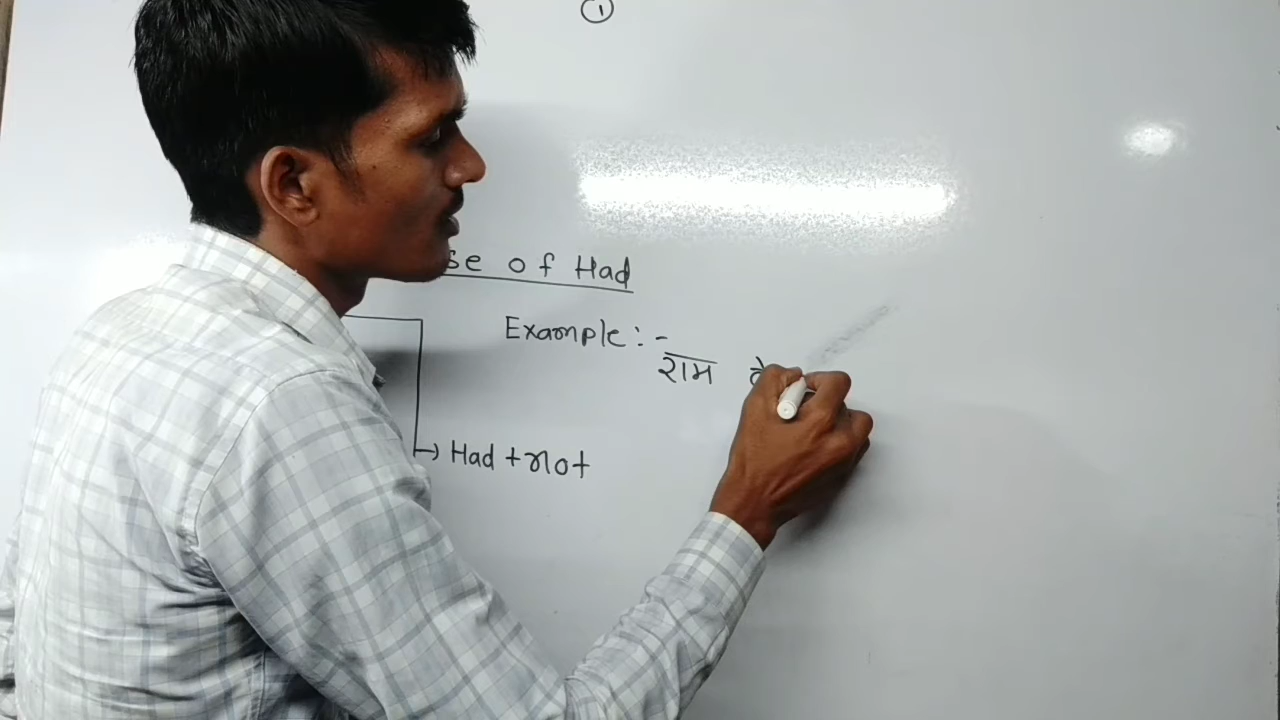 ①
se of Had
Example:-
राम
Had + not